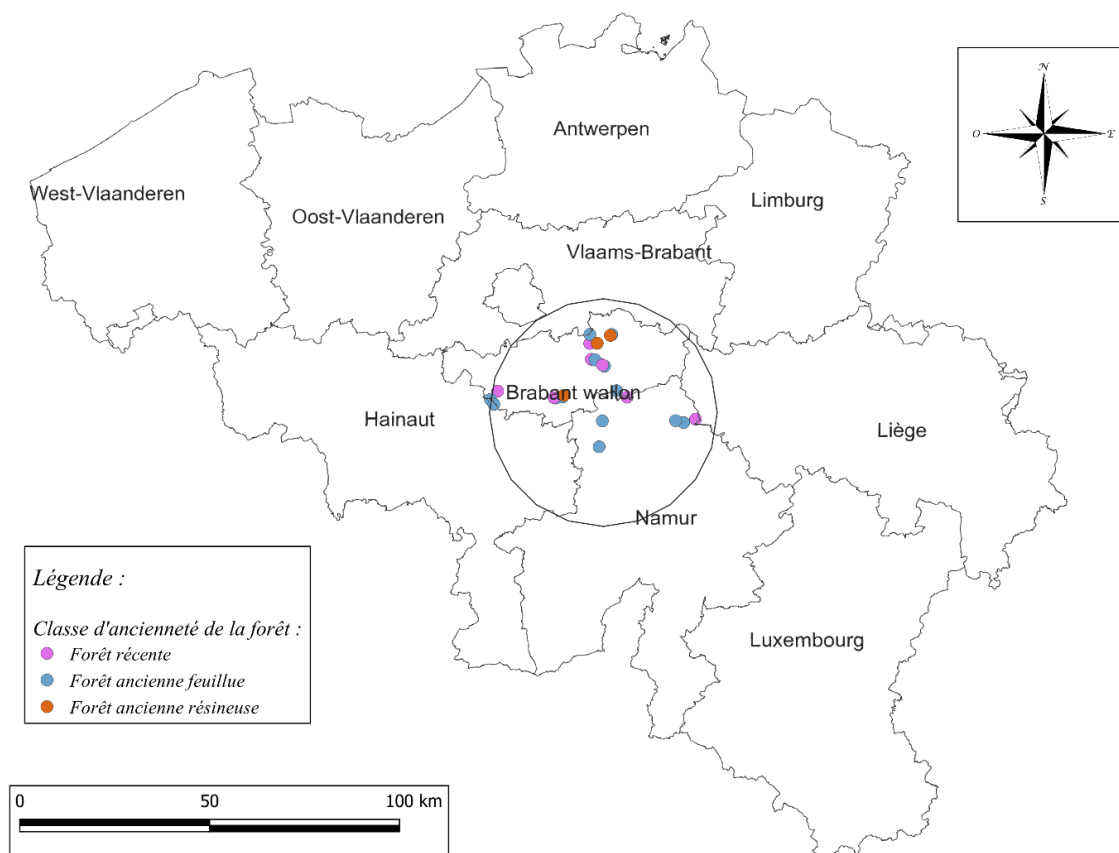 N
O
E
S
Antwerpen
West-Vlaanderen
Oost-Vlaanderen
Limburg
Vlaams-Brabant
Brabant wallon
Hainaut
Liège
Namur
Luxembourg
Légende :
Classe d'ancienneté de la forêt :
Forêt récente
Forêt ancienne feuillue
Forêt ancienne résineuse
0 50 100 km